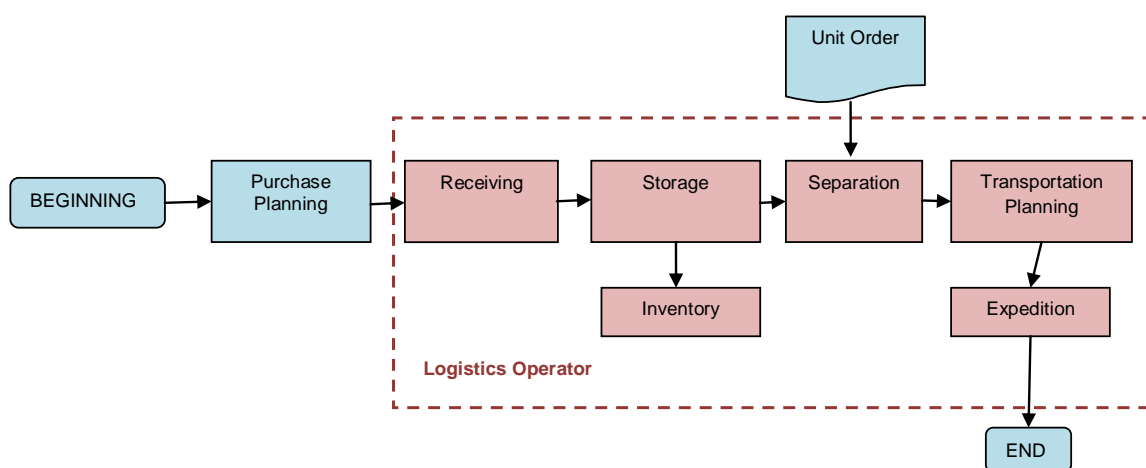 Unit Order
BEGINNING
Purchase
Planning
Receiving
Storage
Separation
Transportation
Planning
Inventory
Expedition
Logistics Operator
END